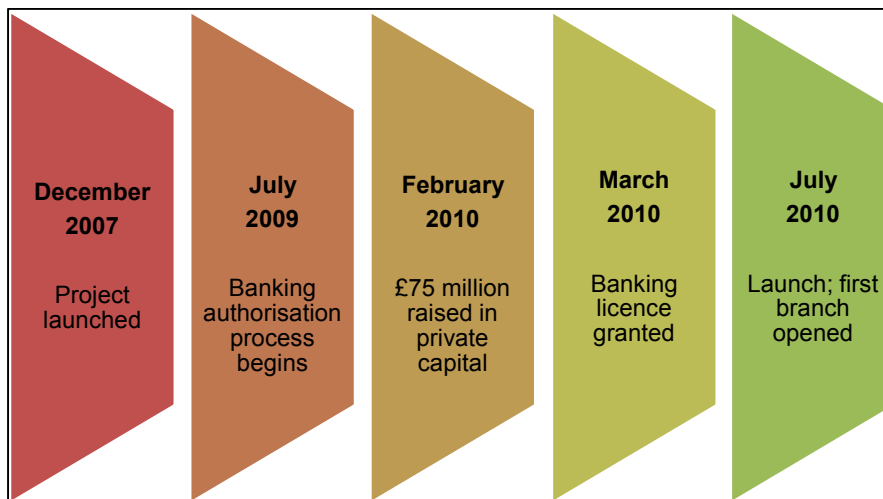 December
2007
Project
launched
July
2009
Banking
authorisation
process
begins
February
2010
£75 million
raised in
private
capital
March
2010
Banking
licence
granted
July
2010
Launch; first
branch
opened